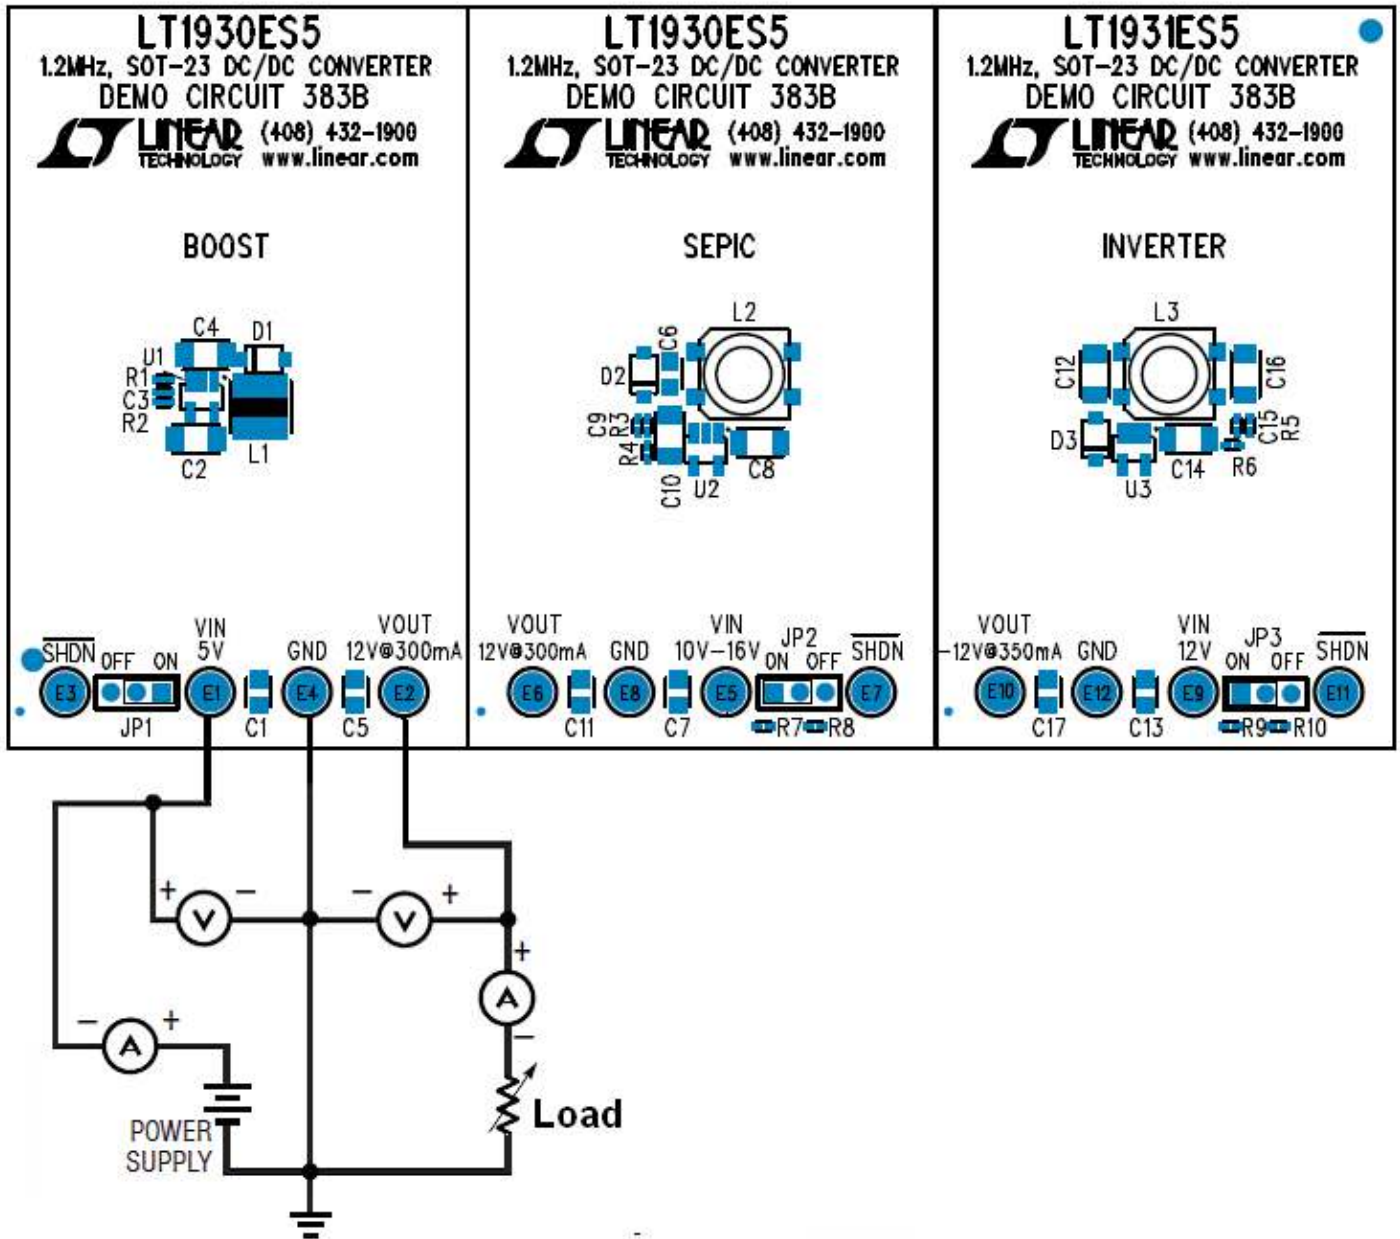 LT1930ES5
1.2MHz, SOT-23 DC/DC CONVERTER
DEMO CIRCUIT 383B
LINEAR (408) 432-1900
TECHNOLOGY www.linear.com
BOOST
C4
D1
U1
R1
C3
R2
C2
L1
VIN
VOUT
SHDN
OFF
ON
5V
GND
12V@300mA
E3
E1
E4
E2
JP1
C1
C5
LT1930ES5
1.2MHz, SOT-23 DC/DC CONVERTER
DEMO CIRCUIT 383B
LINEAR (408) 432-1900
TECHNOLOGY www.linear.com
SEPIC
L2
C6
D2
C9
R3
R4
C10
U2
C8
VOUT
VIN
JP2
12V@300mA
GND
10V-16V
ON
OFF
SHDN
E6
E8
E5
E7
C11
C7
R7
R8
LT1931ES5
1.2MHz, SOT-23 DC/DC CONVERTER
DEMO CIRCUIT 383B
LINEAR (408) 432-1900
TECHNOLOGY www.linear.com
INVERTER
L3
C12
C16
D3
U3
C14
C15
R5
R6
VOUT
VIN
JP3
-12V@350mA
GND
12V
ON
OFF
SHDN
E10
E12
E9
E11
C17
C13
R9
R10
+
V
-
-
V
+
+
A
-
-
A
+
POWER
SUPPLY
Load